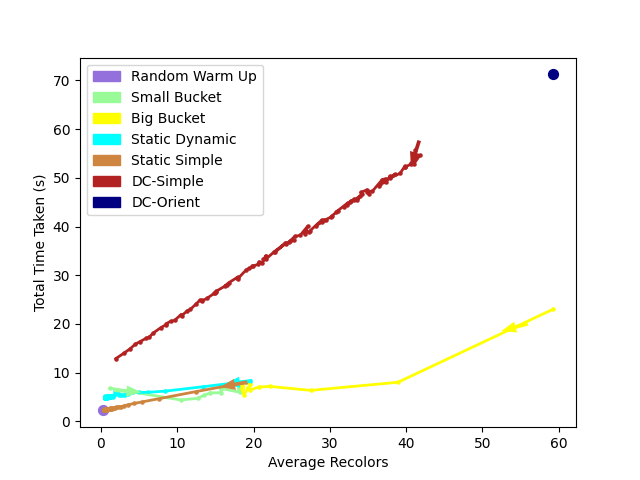 Random Warm Up
Small Bucket
Big Bucket
Static Dynamic
Static Simple
DC-Simple
DC-Orient
Total Time Taken (s)
70
60
50
40
30
20
10
0
0 10 20 30 40 50 60
Average Recolors